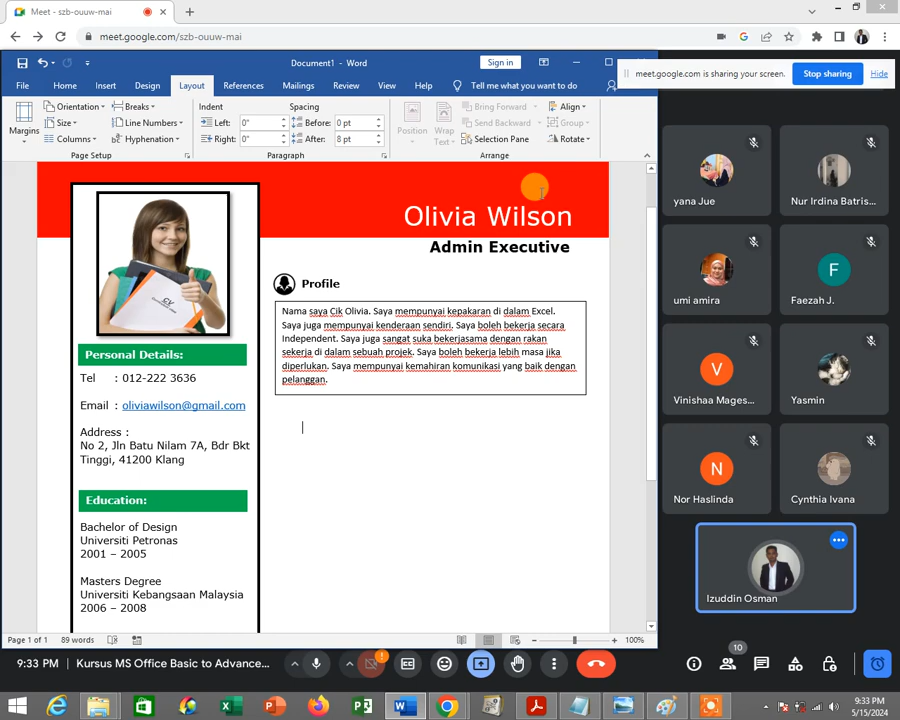 Meet - szb-ouuw-mai
meet.google.com/szb-ouuw-mai
Document1 - Word
Sign in
meet.google.com is sharing your screen.
Stop sharing
Hide
File Home Insert Design Layout References Mailings Review View Help Tell me what you want to do
Margins
Orientation
Size
Columns
Breaks
Line Numbers
Hyphenation
Page Setup
Indent
Left: 0"
Right: 0"
Spacing
Before: 0 pt
After: 8 pt
Paragraph
Position
Wrap Text
Bring Forward
Send Backward
Selection Pane
Align
Group
Rotate
Arrange
Olivia Wilson
Admin Executive
Profile
Nama saya Cik Olivia. Saya mempunyai kepakaran di dalam Excel.
Saya juga mempunyai kenderaan sendiri. Saya boleh bekerja secara
Independent. Saya juga sangat suka bekerjasama dengan rakan
sekerja di dalam sebuah projek. Saya boleh bekerja lebih masa jika
diperlukan. Saya mempunyai kemahiran komunikasi yang baik dengan
pelanggan.
CV
Personal Details:
Tel : 012-222 3636
Email : oliviawilson@gmail.com
Address :
No 2, Jln Batu Nilam 7A, Bdr Bkt
Tinggi, 41200 Klang
Education:
Bachelor of Design
Universiti Petronas
2001 – 2005
Masters Degree
Universiti Kebangsaan Malaysia
2006 – 2008
Page 1 of 1 89 words
100%
yana Jue
Nur Irdina Batris...
umi amira
F
Faezah J.
V
Vinishaa Mages...
Yasmin
N
Nor Haslinda
Cynthia Ivana
Izuddin Osman
9:33 PM | Kursus MS Office Basic to Advance...
10
9:33 PM
5/15/2024